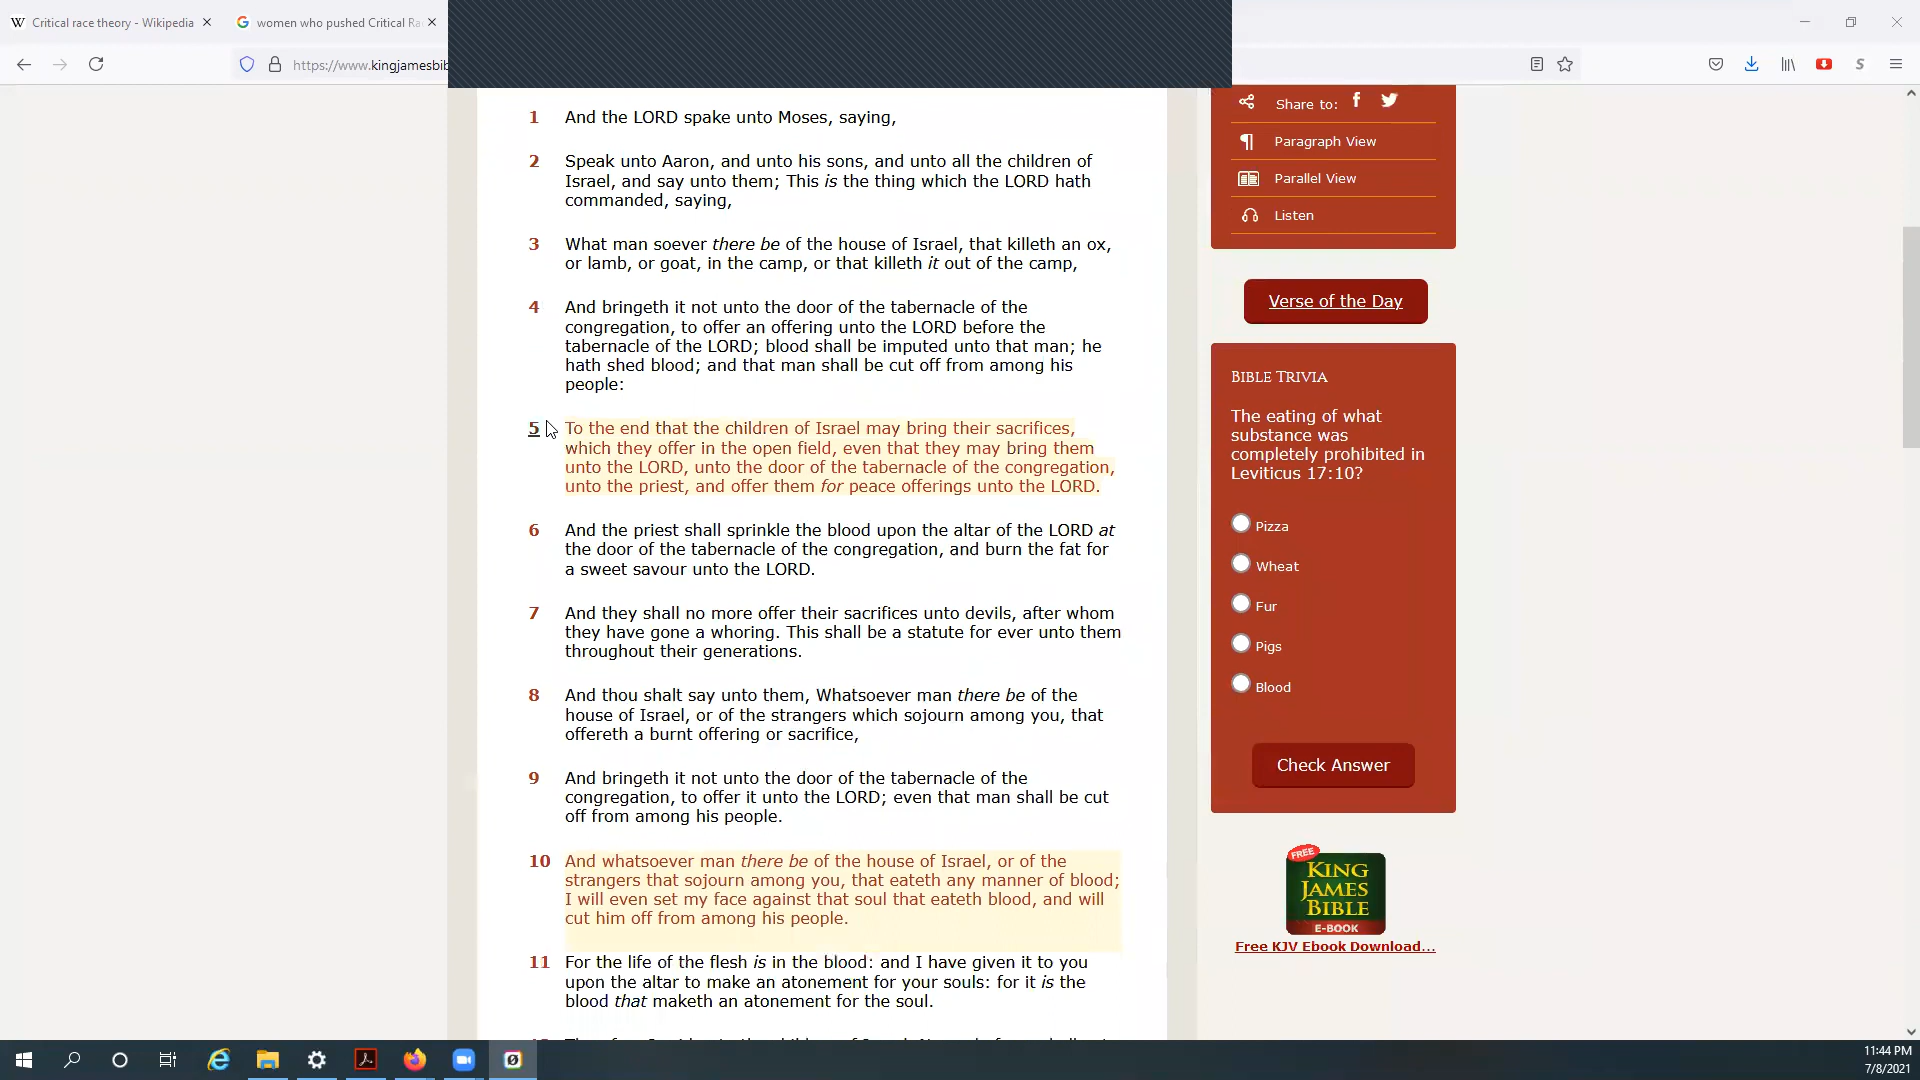 Critical race theory - Wikipedia
women who pushed Critical Ra
https://www.kingjamesbib
1 And the LORD spake unto Moses, saying,
2 Speak unto Aaron, and unto his sons, and unto all the children of
Israel, and say unto them; This is the thing which the LORD hath
commanded, saying,
3 What man soever there be of the house of Israel, that killeth an ox,
or lamb, or goat, in the camp, or that killeth it out of the camp,
4 And bringeth it not unto the door of the tabernacle of the
congregation, to offer an offering unto the LORD before the
tabernacle of the LORD; blood shall be imputed unto that man; he
hath shed blood; and that man shall be cut off from among his
people:
5 To the end that the children of Israel may bring their sacrifices,
which they offer in the open field, even that they may bring them
unto the LORD, unto the door of the tabernacle of the congregation,
unto the priest, and offer them for peace offerings unto the LORD.
6 And the priest shall sprinkle the blood upon the altar of the LORD at
the door of the tabernacle of the congregation, and burn the fat for
a sweet savour unto the LORD.
7 And they shall no more offer their sacrifices unto devils, after whom
they have gone a whoring. This shall be a statute for ever unto them
throughout their generations.
8 And thou shalt say unto them, Whatsoever man there be of the
house of Israel, or of the strangers which sojourn among you, that
offereth a burnt offering or sacrifice,
9 And bringeth it not unto the door of the tabernacle of the
congregation, to offer it unto the LORD; even that man shall be cut
off from among his people.
10 And whatsoever man there be of the house of Israel, or of the
strangers that sojourn among you, that eateth any manner of blood;
I will even set my face against that soul that eateth blood, and will
cut him off from among his people.
11 For the life of the flesh is in the blood: and I have given it to you
upon the altar to make an atonement for your souls: for it is the
blood that maketh an atonement for the soul.
Share to:
Paragraph View
Parallel View
Listen
Verse of the Day
BIBLE TRIVIA
The eating of what
substance was
completely prohibited in
Leviticus 17:10?
Pizza
Wheat
Fur
Pigs
Blood
Check Answer
FREE
KING
JAMES
BIBLE
E-BOOK
Free KJV Ebook Download...
11:44 PM
7/8/2021